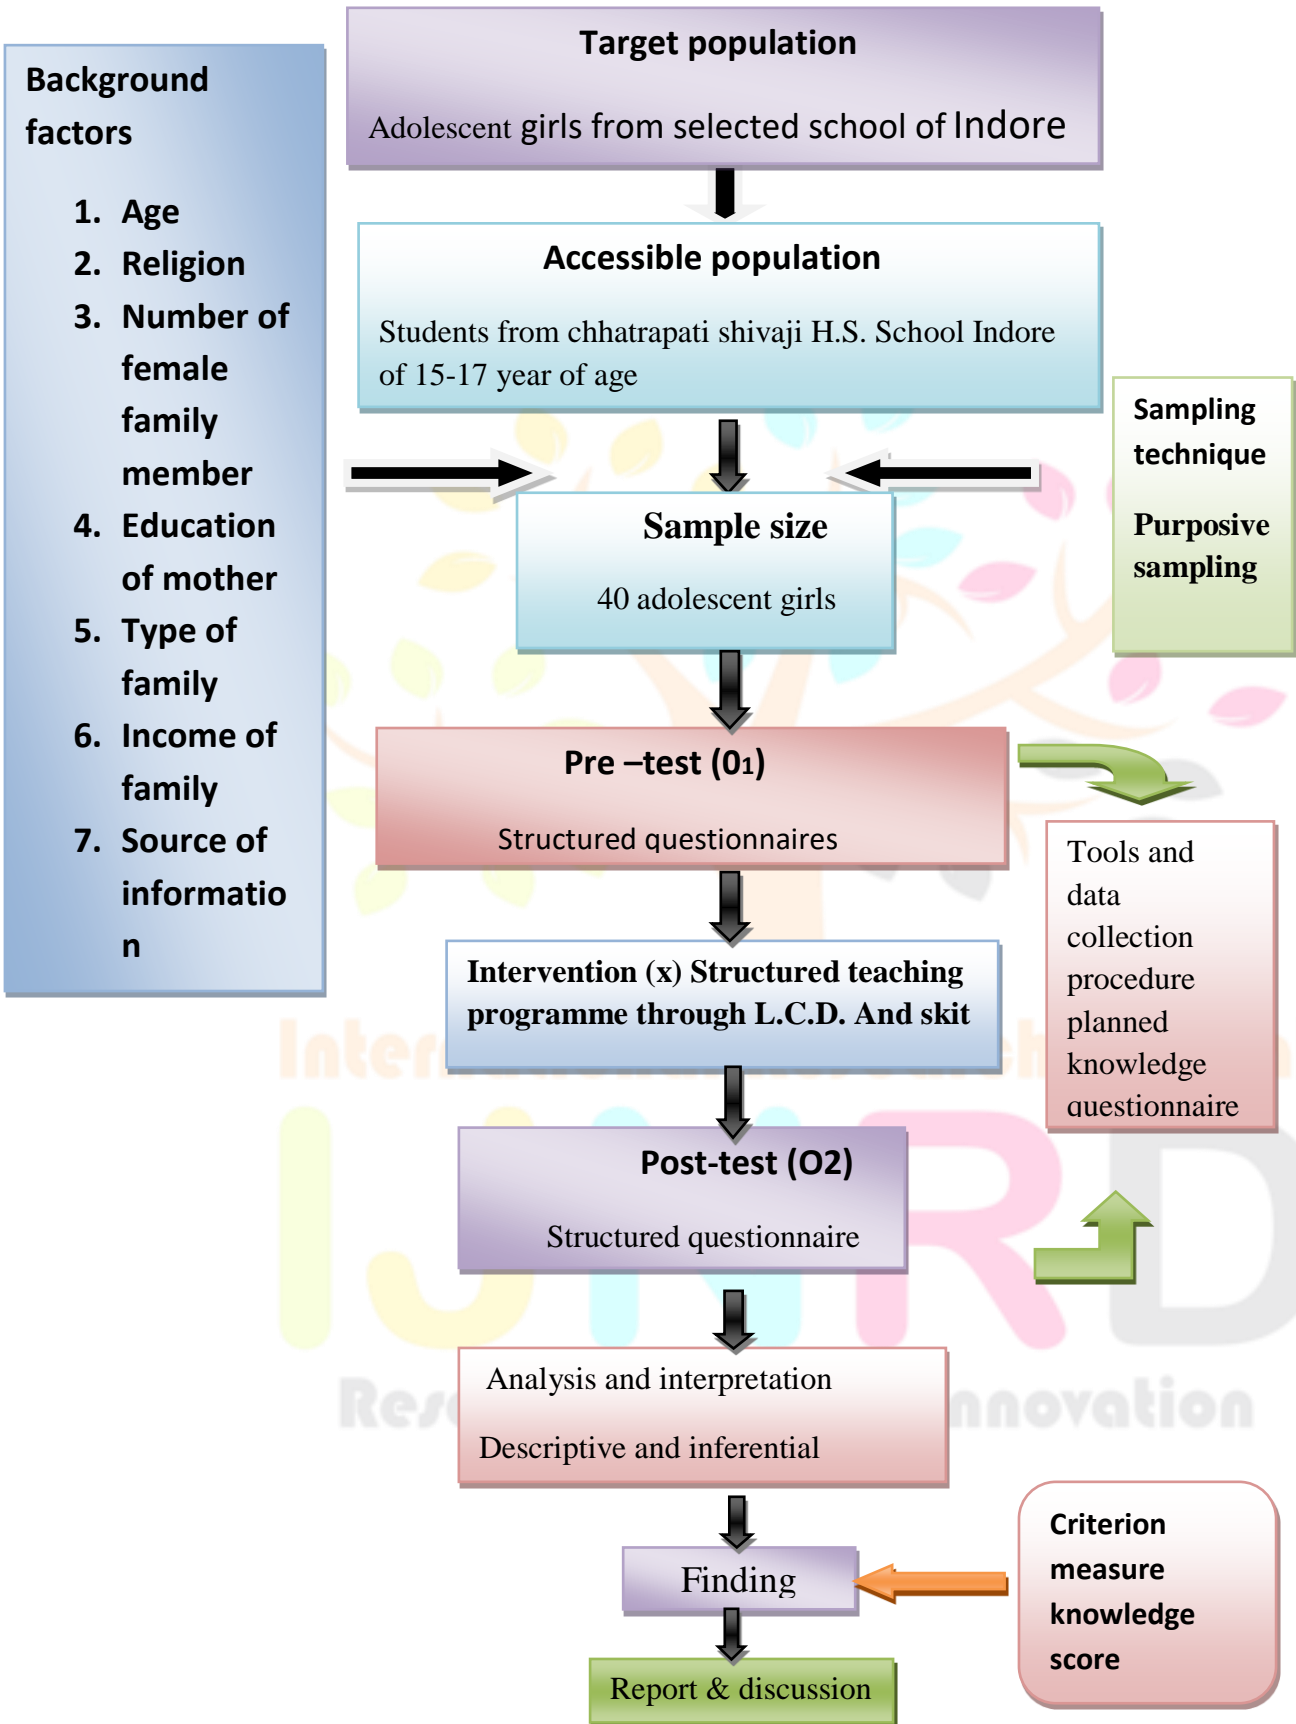 Target population
Adolescent girls from selected school of Indore
Background
factors
1. Age
2. Religion
3. Number of
female
family
member
4. Education
of mother
5. Type of
family
6. Income of
family
7. Source of
informatio
n
Accessible population
Students from chhatrapati shivaji H.S. School Indore
of 15-17 year of age
Sampling
technique
Purposive
sampling
Sample size
40 adolescent girls
Pre –test (01)
Structured questionnaires
Tools and
data
collection
procedure
planned
knowledge
questionnaire
Intervention (x) Structured teaching
programme through L.C.D. And skit
Post-test (O2)
Structured questionnaire
Analysis and interpretation
Descriptive and inferential
Finding
Criterion
measure
knowledge
score
Report & discussion
IJNRD